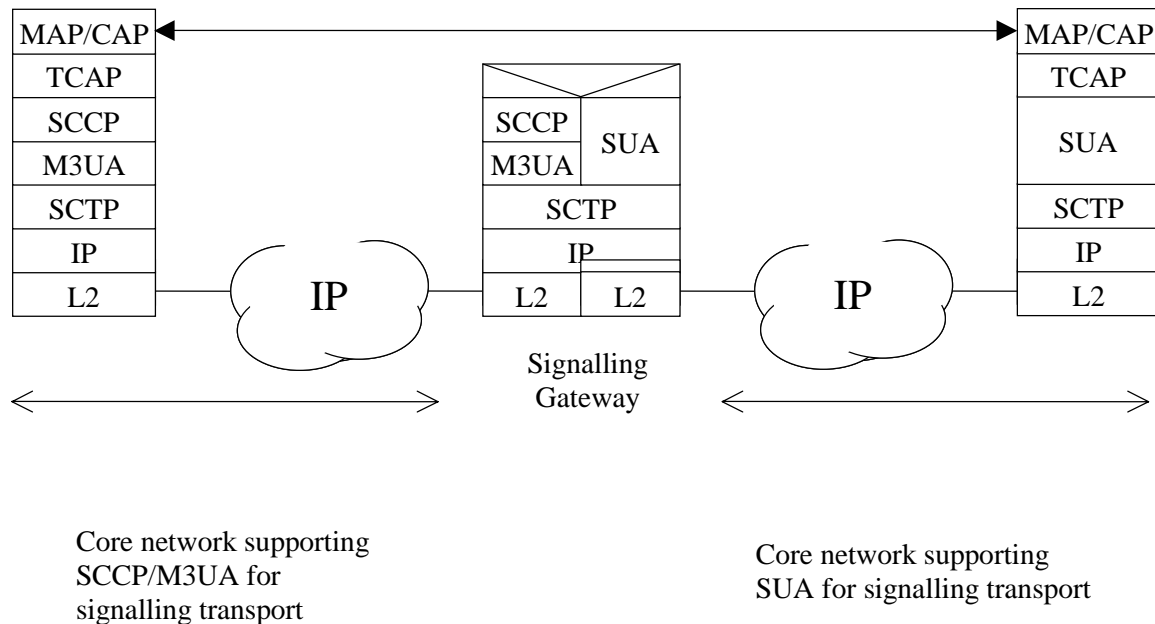 MAP/CAP
TCAP
SCCP
M3UA
SCTP
IP
L2
IP
SCCP
SUA
M3UA
SCTP
IP
L2
L2
Signalling
Gateway
IP
MAP/CAP
TCAP
SUA
SCTP
IP
L2
Core network supporting
SCCP/M3UA for
signalling transport
Core network supporting
SUA for signalling transport